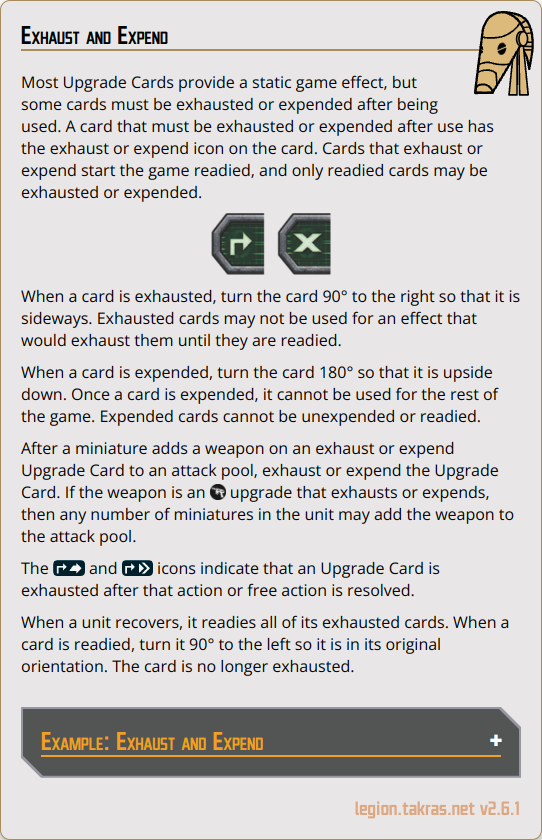 Exhaust and Expend
Most Upgrade Cards provide a static game effect, but
some cards must be exhausted or expended after being
used. A card that must be exhausted or expended after use has
the exhaust or expend icon on the card. Cards that exhaust or
expend start the game readied, and only readied cards may be
exhausted or expended.
When a card is exhausted, turn the card 90° to the right so that it is
sideways. Exhausted cards may not be used for an effect that
would exhaust them until they are readied.
When a card is expended, turn the card 180° so that it is upside
down. Once a card is expended, it cannot be used for the rest of
the game. Expended cards cannot be unexpended or readied.
After a miniature adds a weapon on an exhaust or expend
Upgrade Card to an attack pool, exhaust or expend the Upgrade
Card. If the weapon is an upgrade that exhausts or expends,
then any number of miniatures in the unit may add the weapon to
the attack pool.
The and icons indicate that an Upgrade Card is
exhausted after that action or free action is resolved.
When a unit recovers, it readies all of its exhausted cards. When a
card is readied, turn it 90° to the left so it is in its original
orientation. The card is no longer exhausted.
Example: Exhaust and Expend +
legion.takras.net v2.6.1